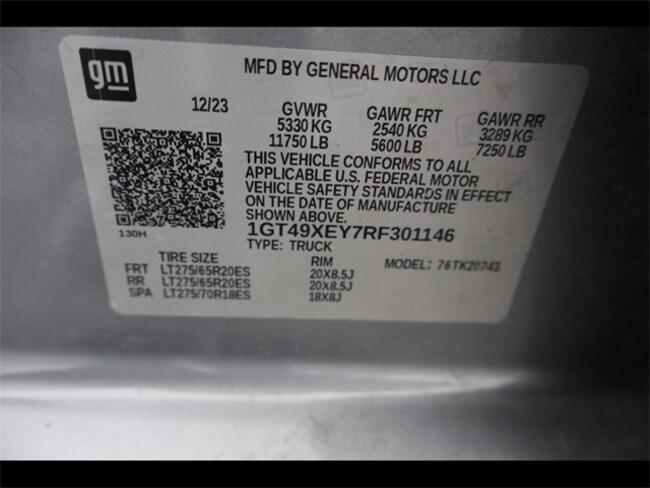 gm
MFD BY GENERAL MOTORS LLC
12/23 GVWR GAWR FRT GAWR RR
5330 KG 2540 KG 3289 KG
11750 LB 5600 LB 7250 LB
THIS VEHICLE CONFORMS TO ALL
APPLICABLE U.S. FEDERAL MOTOR
VEHICLE SAFETY STANDARDS IN EFFECT
ON THE DATE OF MANUFACTURE
SHOWN ABOVE.
130H
1GT49XEY7RF301146
TYPE: TRUCK
TIRE SIZE RIM MODEL: 76TK20743
FRT LT275/65R20ES 20X8.5J
RR LT275/65R20ES 20X8.5J
SPA LT275/70R18ES 18X8J